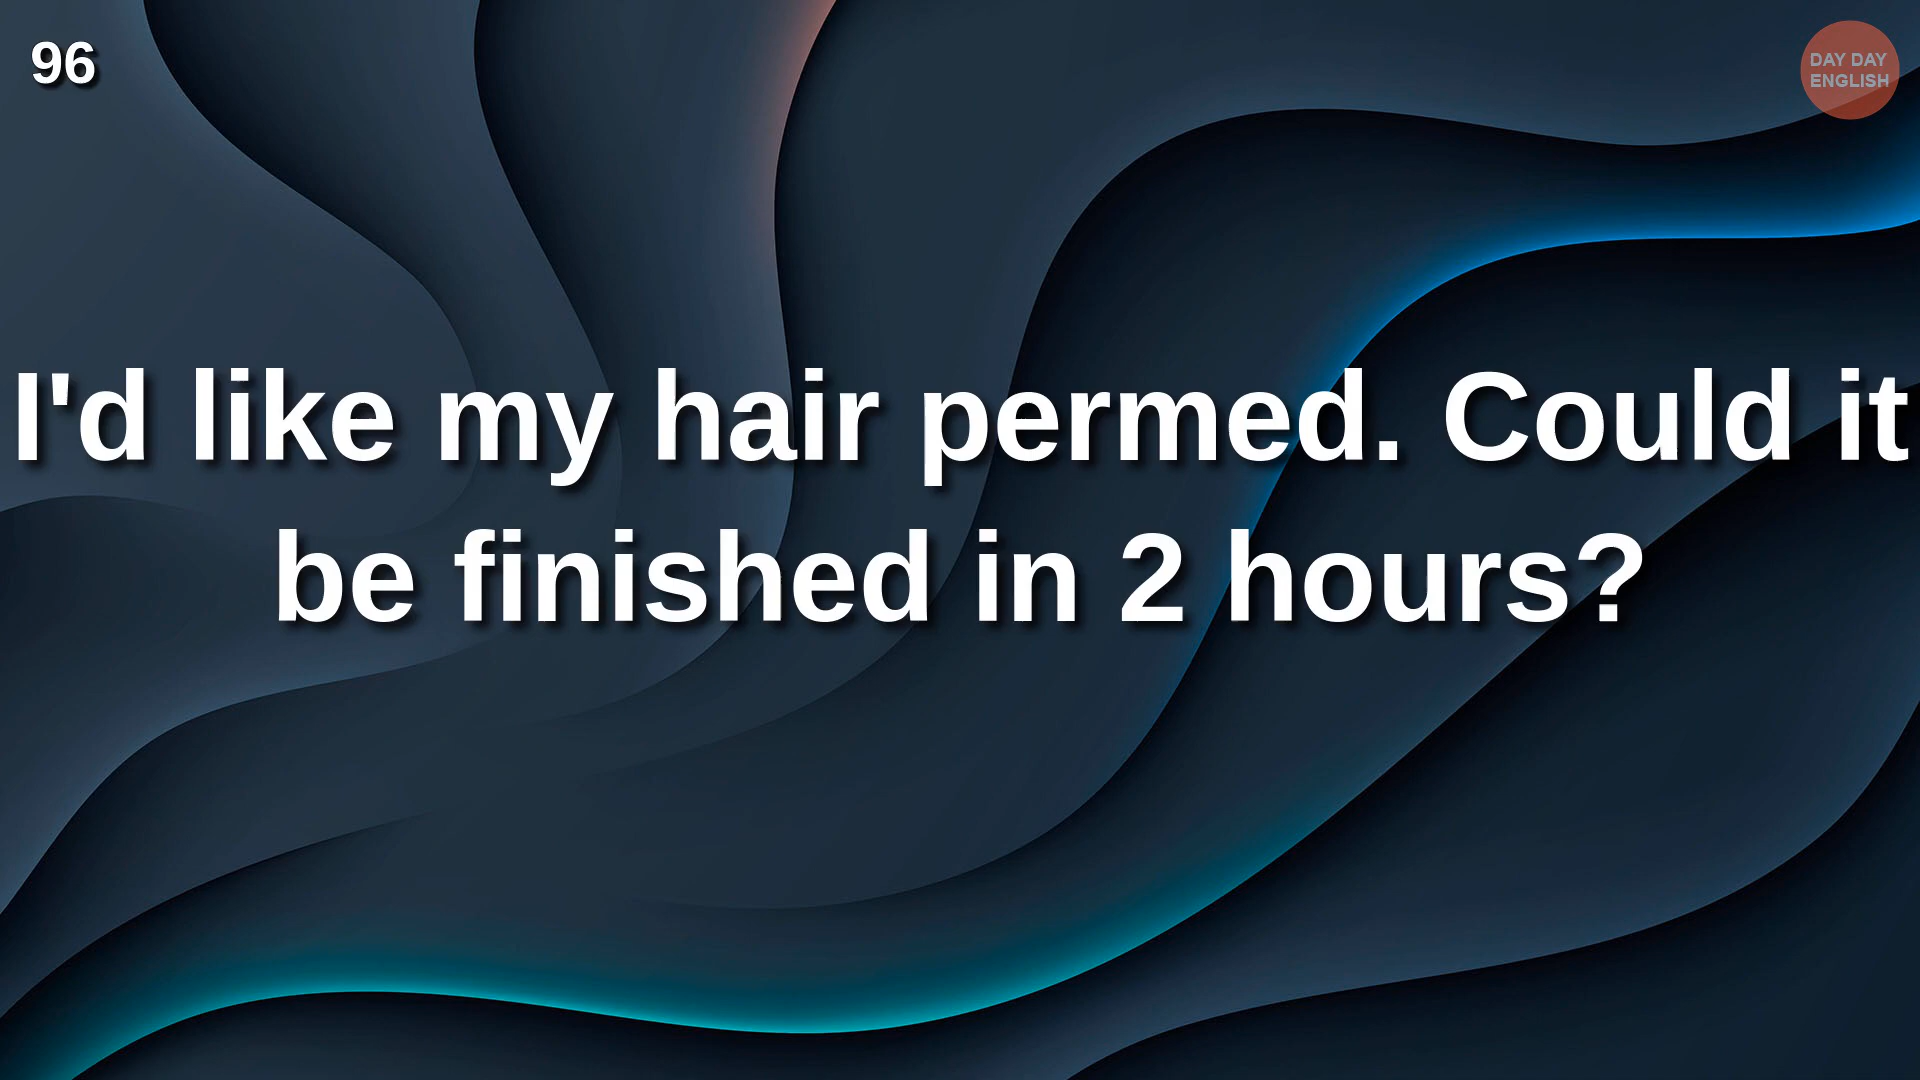 96
DAY DAY
ENGLISH
I'd like my hair permed. Could it
be finished in 2 hours?